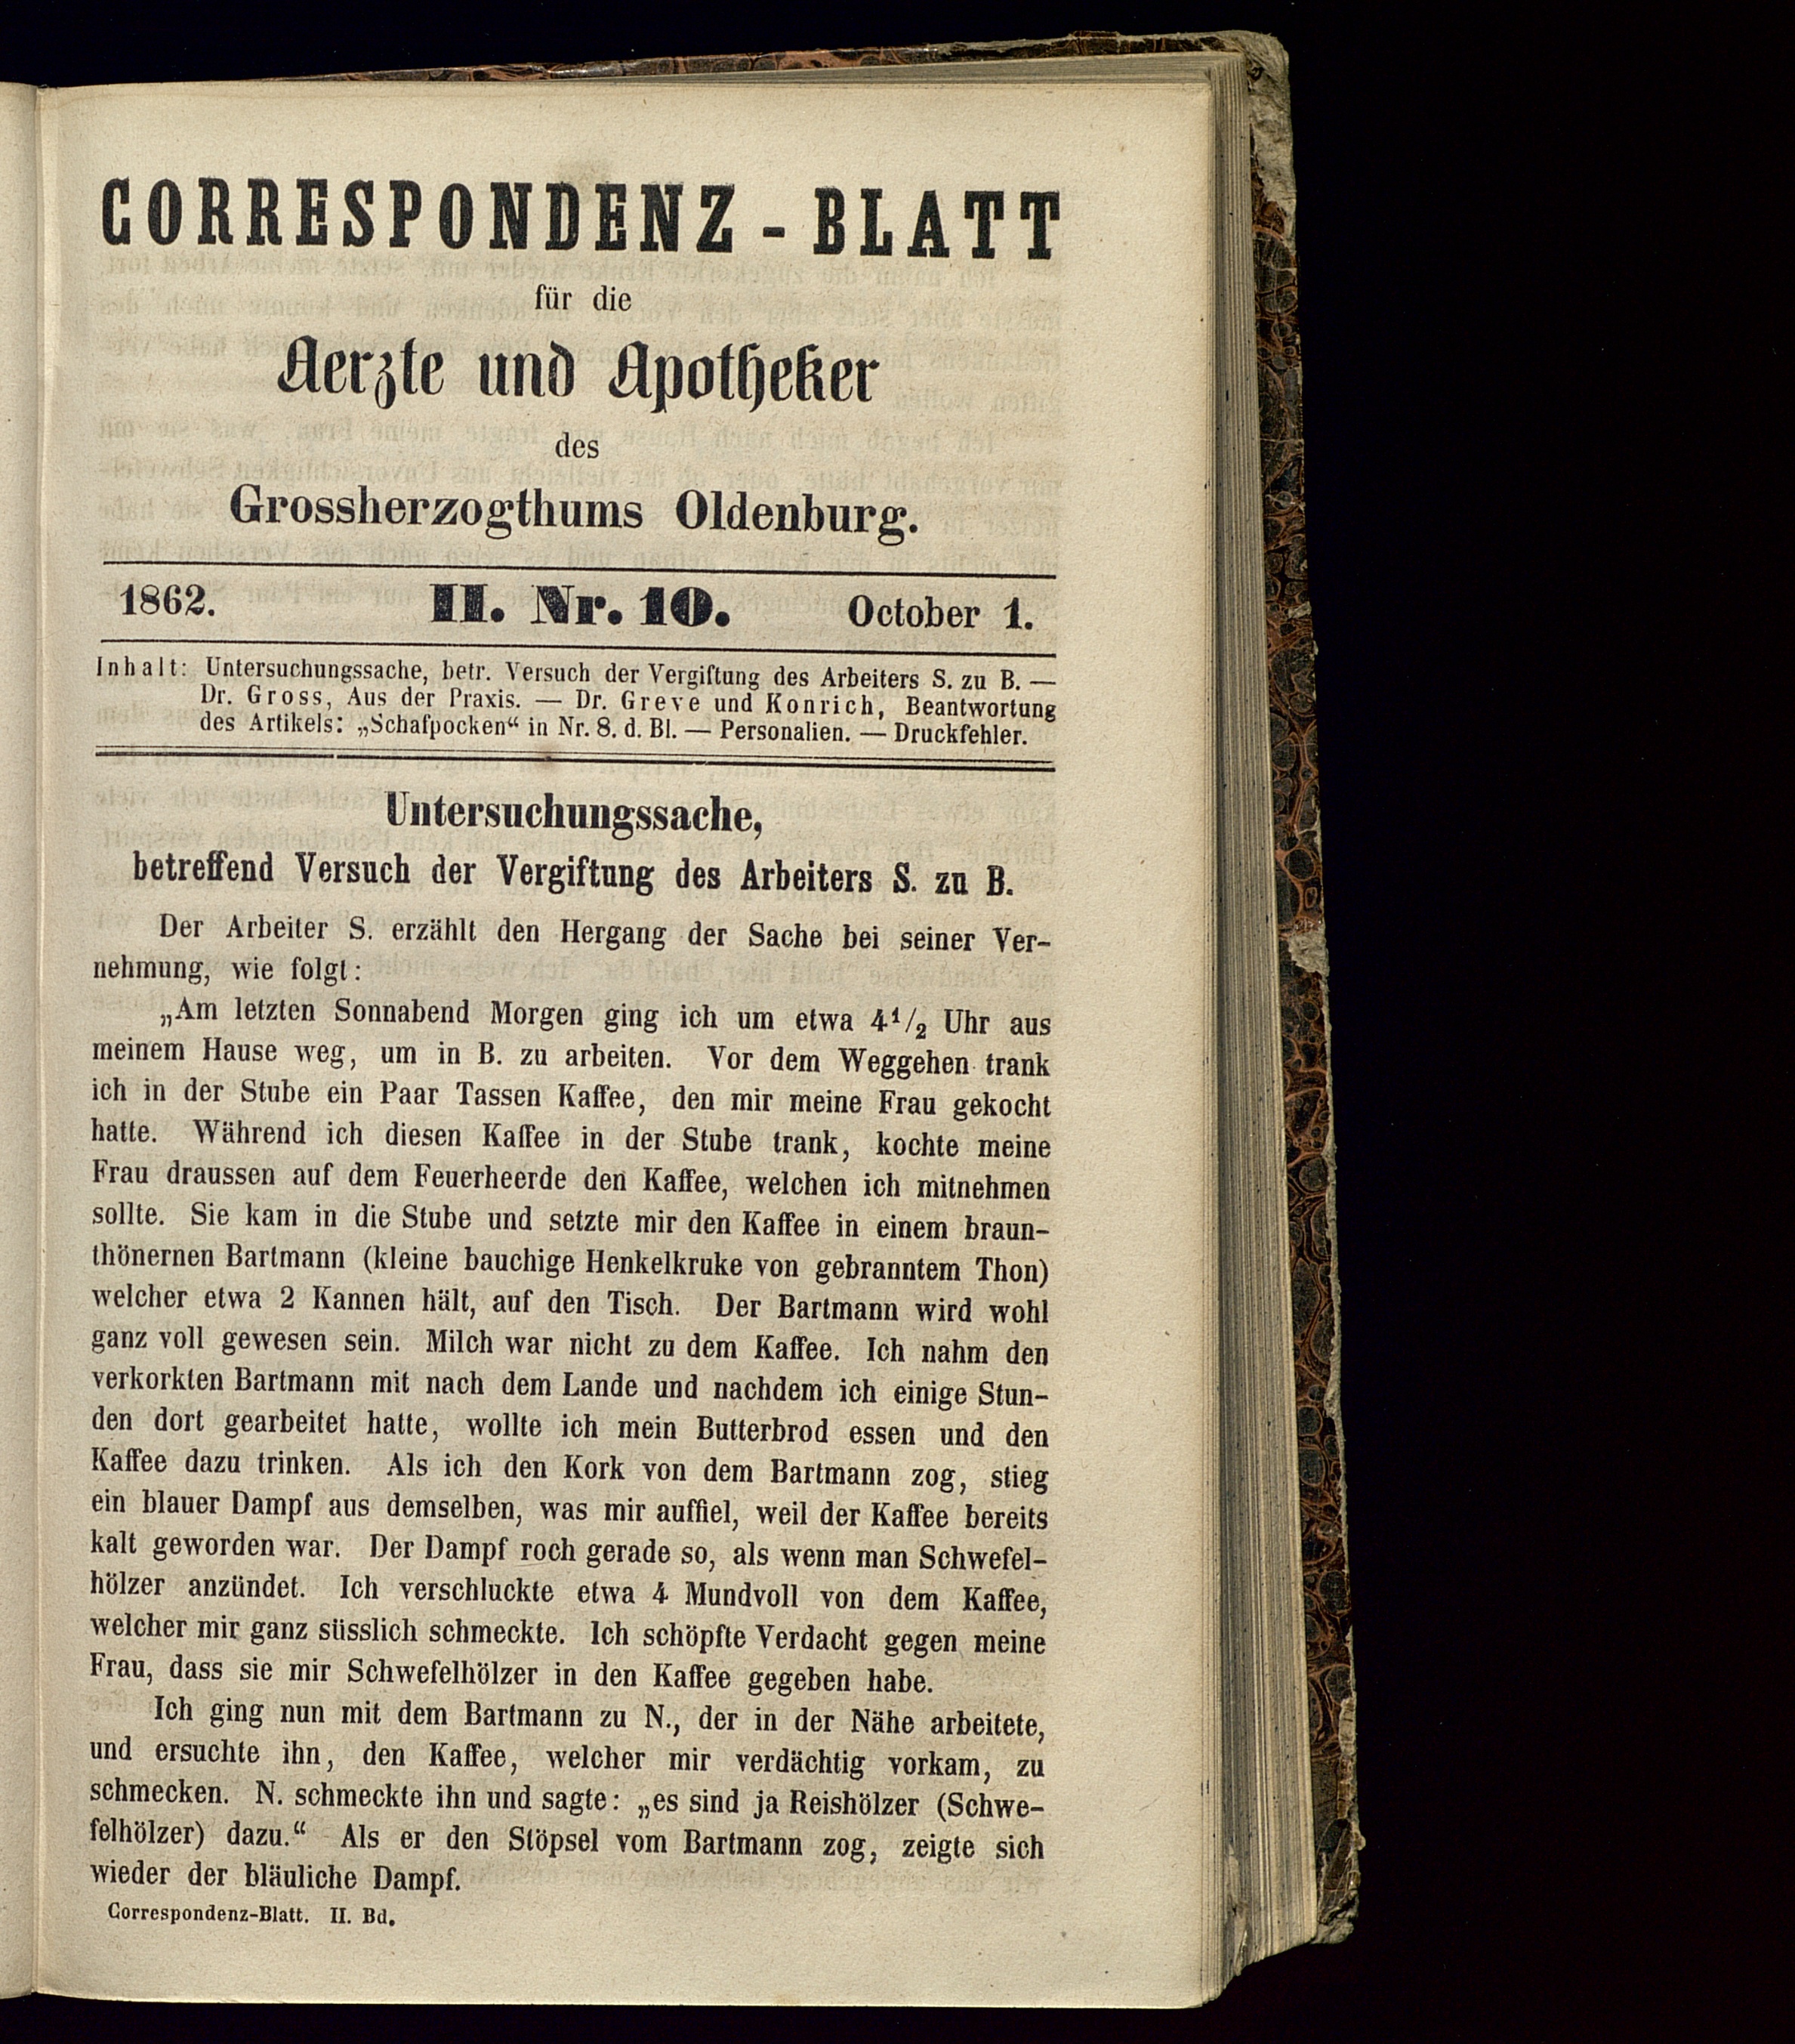 CORRESPONDENZ - BLATT
für die
Aerzte und Apotheker
des
Grossherzogthums Oldenburg.
1862. II. Nr. 10. October 1.
Inhalt: Untersuchungssache, betr. Versuch der Vergiftung des Arbeiters S. zu B. —
Dr. Gross, Aus der Praxis. — Dr. Greve und Konrich, Beantwortung
des Artikels: „Schafpocken“ in Nr. 8. d. Bl. — Personalien. — Druckfehler.
Untersuchungssache,
betreffend Versuch der Vergiftung des Arbeiters S. zu B.
Der Arbeiter S. erzählt den Hergang der Sache bei seiner Ver-
nehmung, wie folgt:
„Am letzten Sonnabend Morgen ging ich um etwa 4¹/₂ Uhr aus
meinem Hause weg, um in B. zu arbeiten. Vor dem Weggehen trank
ich in der Stube ein Paar Tassen Kaffee, den mir meine Frau gekocht
hatte. Während ich diesen Kaffee in der Stube trank, kochte meine
Frau draussen auf dem Feuerheerde den Kaffee, welchen ich mitnehmen
sollte. Sie kam in die Stube und setzte mir den Kaffee in einem braun-
thönernen Bartmann (kleine bauchige Henkelkruke von gebranntem Thon)
welcher etwa 2 Kannen hält, auf den Tisch. Der Bartmann wird wohl
ganz voll gewesen sein. Milch war nicht zu dem Kaffee. Ich nahm den
verkorkten Bartmann mit nach dem Lande und nachdem ich einige Stun-
den dort gearbeitet hatte, wollte ich mein Butterbrod essen und den
Kaffee dazu trinken. Als ich den Kork von dem Bartmann zog, stieg
ein blauer Dampf aus demselben, was mir auffiel, weil der Kaffee bereits
kalt geworden war. Der Dampf roch gerade so, als wenn man Schwefel-
hölzer anzündet. Ich verschluckte etwa 4 Mundvoll von dem Kaffee,
welcher mir ganz süsslich schmeckte. Ich schöpfte Verdacht gegen meine
Frau, dass sie mir Schwefelhölzer in den Kaffee gegeben habe.
Ich ging nun mit dem Bartmann zu N., der in der Nähe arbeitete,
und ersuchte ihn, den Kaffee, welcher mir verdächtig vorkam, zu
schmecken. N. schmeckte ihn und sagte: „es sind ja Reishölzer (Schwe-
felhölzer) dazu.“ Als er den Stöpsel vom Bartmann zog, zeigte sich
wieder der bläuliche Dampf.
Correspondenz-Blatt. II. Bd.